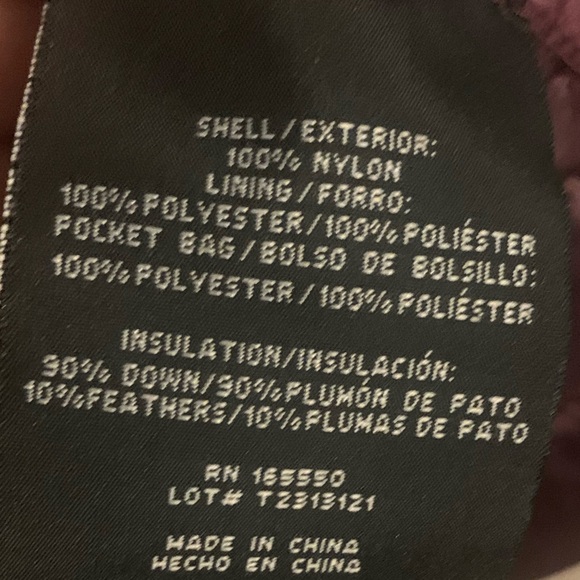 SHELL/EXTERIOR:
100% NYLON
LINING/FORRO:
100% POLYESTER/100% POLIÉSTER
POCKET BAG/BOLSO DE BOLSILLO:
100% POLYESTER/100% POLIÉSTER
INSULATION/INSULACIÓN:
90% DOWN/90% PLUMÓN DE PATO
10% FEATHERS/10% PLUMAS DE PATO
RN 165550
LOT# T2313121
MADE IN CHINA
HECHO EN CHINA